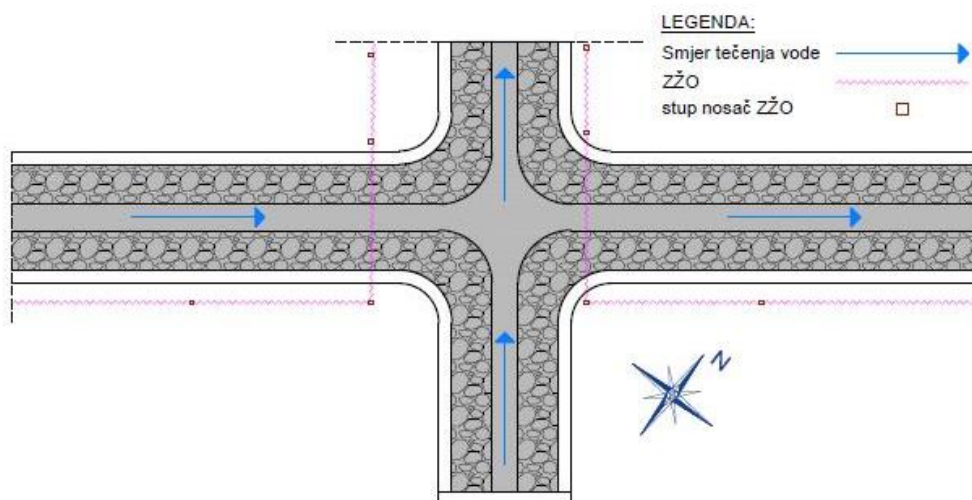 LEGENDA:
Smjer tečenja vode
ZŽO
stup nosač ZŽO
N